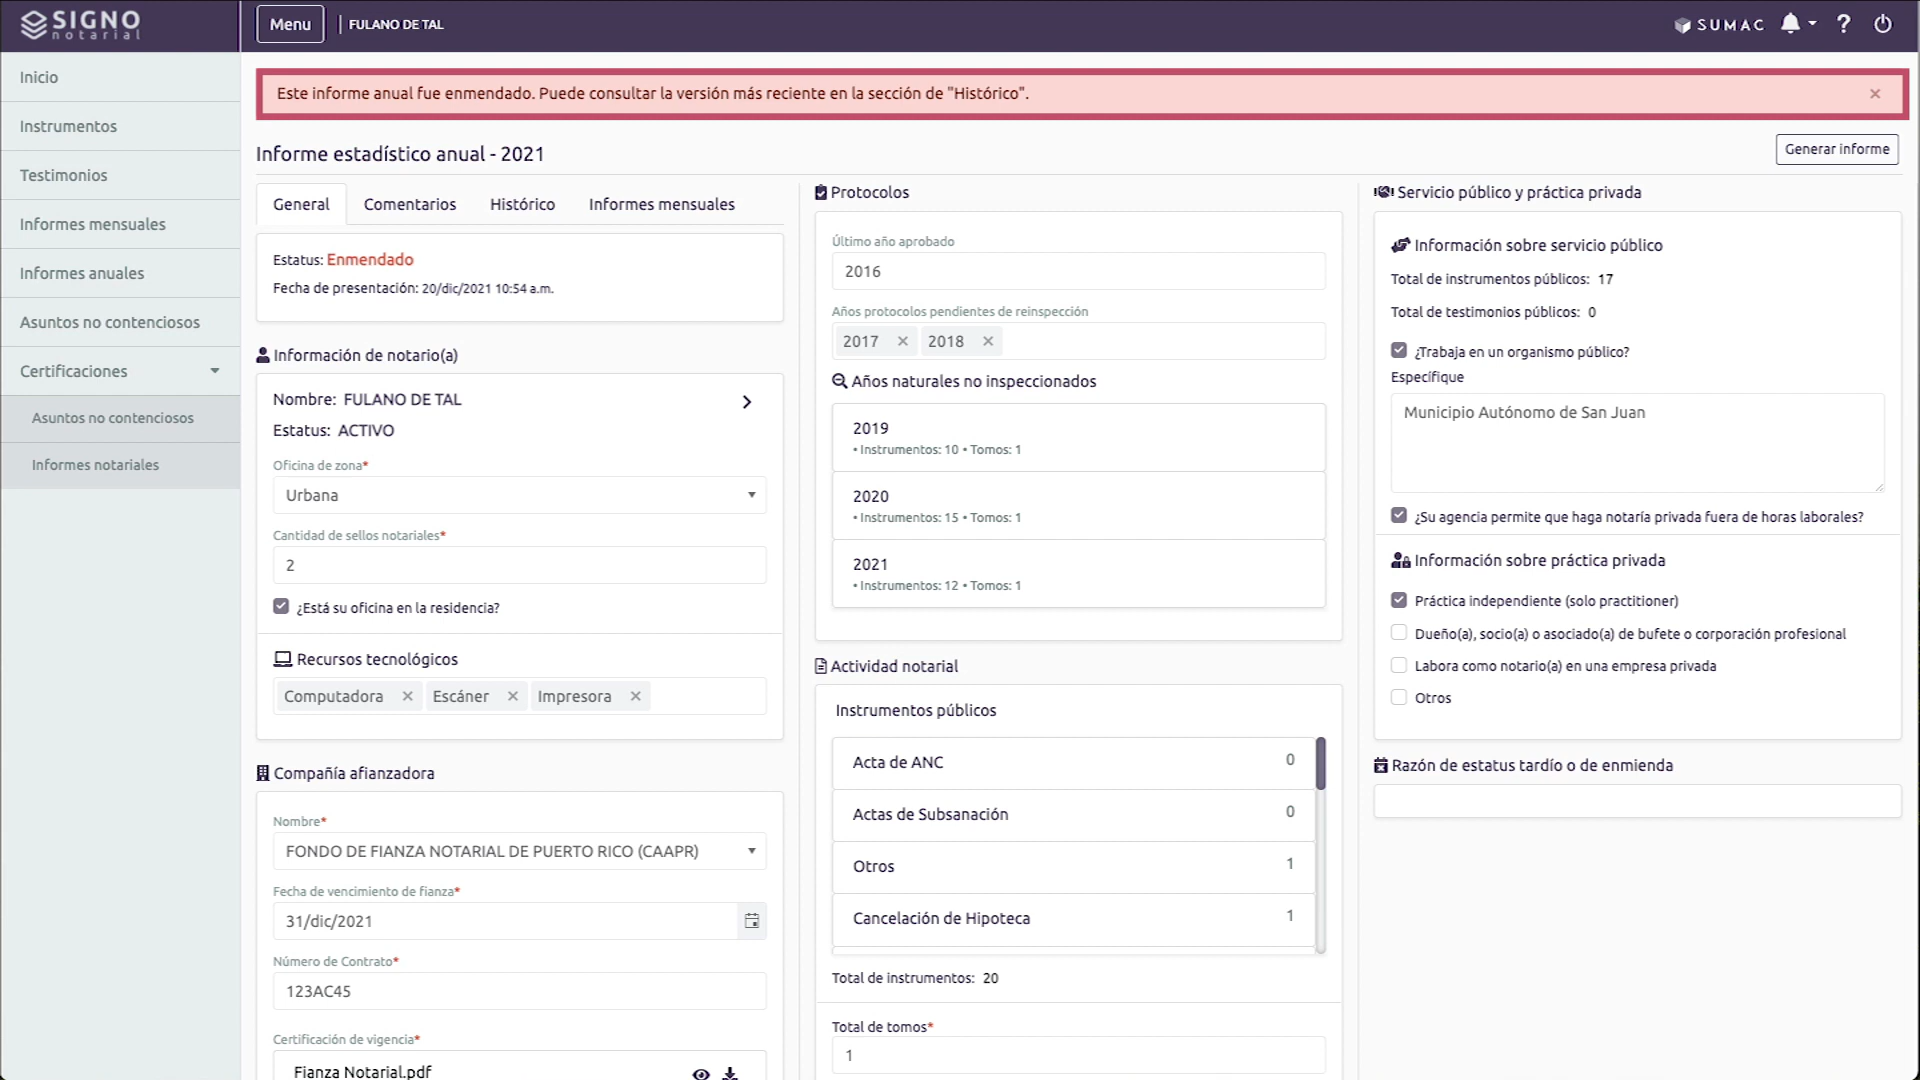 SIGNO
notarial
Menu
FULANO DE TAL
SUMAC
?
Inicio
Instrumentos
Testimonios
Informes mensuales
Informes anuales
Asuntos no contenciosos
Certificaciones
Asuntos no contenciosos
Informes notariales
Este informe anual fue enmendado. Puede consultar la versión más reciente en la sección de "Histórico".
Informe estadístico anual - 2021
Generar informe
General
Comentarios
Histórico
Informes mensuales
Estatus: Enmendado
Fecha de presentación: 20/dic/2021 10:54 a.m.
Información de notario(a)
Nombre: FULANO DE TAL
Estatus: ACTIVO
Oficina de zona*
Urbana
Cantidad de sellos notariales*
2
¿Está su oficina en la residencia?
Recursos tecnológicos
Computadora
Escáner
Impresora
Compañía afianzadora
Nombre*
FONDO DE FIANZA NOTARIAL DE PUERTO RICO (CAAPR)
Fecha de vencimiento de fianza*
31/dic/2021
Número de Contrato*
123AC45
Certificación de vigencia*
Fianza Notarial.pdf
Protocolos
Último año aprobado
2016
Años protocolos pendientes de reinspección
2017
2018
Años naturales no inspeccionados
2019
• Instrumentos: 10 • Tomos: 1
2020
• Instrumentos: 15 • Tomos: 1
2021
• Instrumentos: 12 • Tomos: 1
Actividad notarial
Instrumentos públicos
Acta de ANC 0
Actas de Subsanación 0
Otros 1
Cancelación de Hipoteca 1
Total de instrumentos: 20
Total de tomos*
1
Servicio público y práctica privada
Información sobre servicio público
Total de instrumentos públicos: 17
Total de testimonios públicos: 0
¿Trabaja en un organismo público?
Específique
Municipio Autónomo de San Juan
¿Su agencia permite que haga notaría privada fuera de horas laborales?
Información sobre práctica privada
Práctica independiente (solo practitioner)
Dueño(a), socio(a) o asociado(a) de bufete o corporación profesional
Labora como notario(a) en una empresa privada
Otros
Razón de estatus tardío o de enmienda